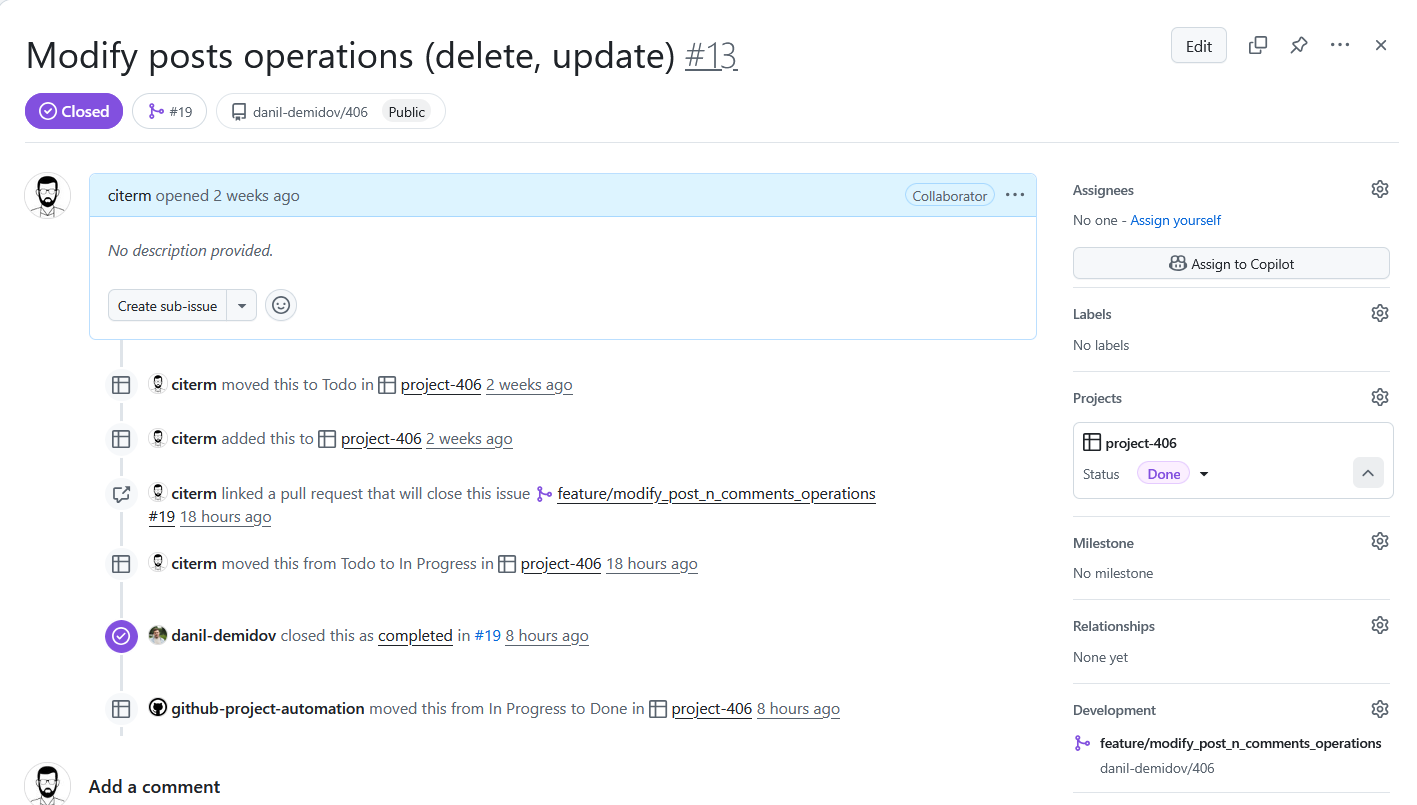 Modify posts operations (delete, update) #13
Edit
Closed
#19
danil-demidov/406 Public
citerm opened 2 weeks ago
Collaborator
No description provided.
Create sub-issue
citerm moved this to Todo in project-406 2 weeks ago
citerm added this to project-406 2 weeks ago
citerm linked a pull request that will close this issue feature/modify_post_n_comments_operations
#19 18 hours ago
citerm moved this from Todo to In Progress in project-406 18 hours ago
danil-demidov closed this as completed in #19 8 hours ago
github-project-automation moved this from In Progress to Done in project-406 8 hours ago
Add a comment
Assignees
No one - Assign yourself
Assign to Copilot
Labels
No labels
Projects
project-406
Status Done
Milestone
No milestone
Relationships
None yet
Development
feature/modify_post_n_comments_operations
danil-demidov/406